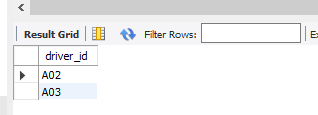 Result Grid Filter Rows:
driver_id
A02
A03